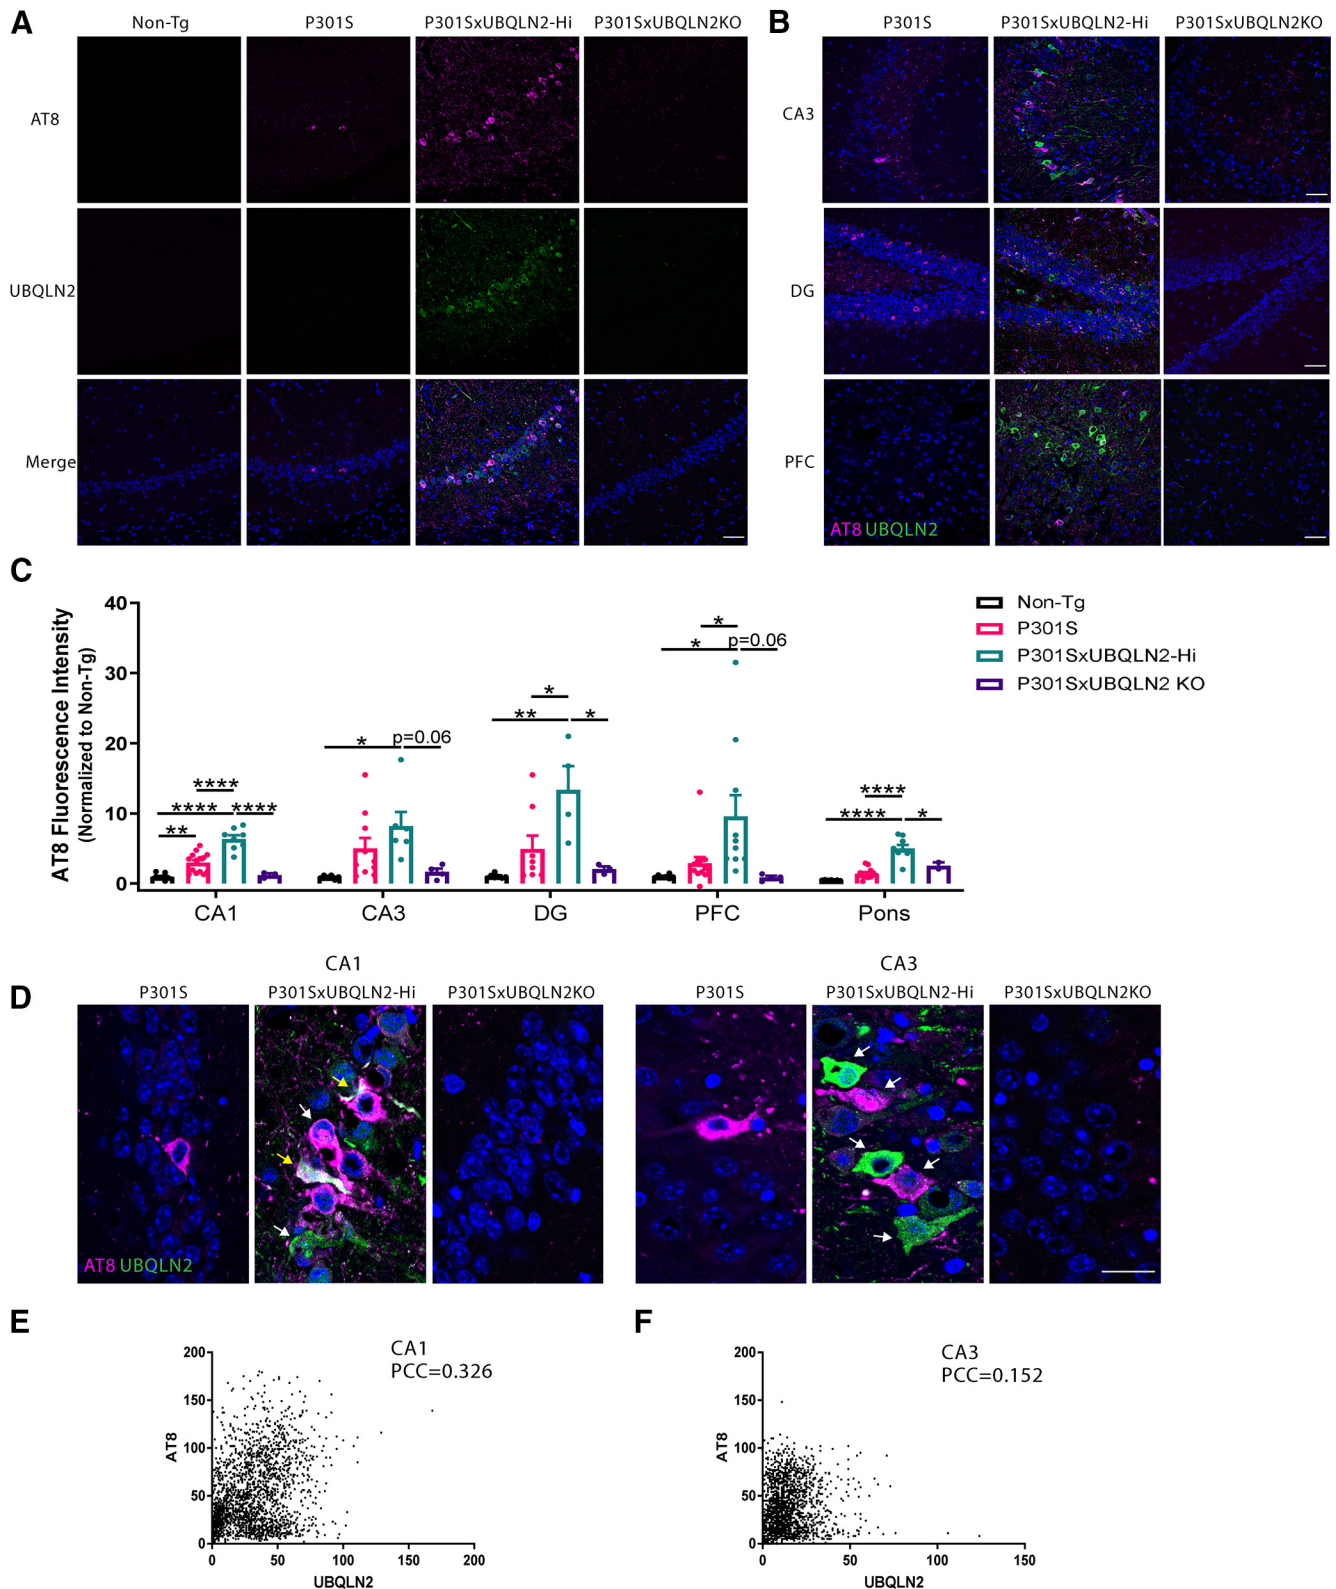 A
Non-Tg P301S P301SxUBQLN2-Hi P301SxUBQLN2KO
AT8
UBQLN2
Merge
B
P301S P301SxUBQLN2-Hi P301SxUBQLN2KO
CA3
DG
PFC
AT8 UBQLN2
C
AT8 Fluorescence Intensity
(Normalized to Non-Tg)
40
30
20
10
0
**
****
****
****
*
p=0.06
**
*
*
*
*
p=0.06
****
****
*
CA1 CA3 DG PFC Pons
Non-Tg
P301S
P301SxUBQLN2-Hi
P301SxUBQLN2 KO
D
CA1
P301S P301SxUBQLN2-Hi P301SxUBQLN2KO
AT8 UBQLN2
CA3
P301S P301SxUBQLN2-Hi P301SxUBQLN2KO
E
CA1
PCC=0.326
AT8
200
150
100
50
0
0 50 100 150 200
UBQLN2
F
CA3
PCC=0.152
AT8
200
150
100
50
0
0 50 100 150
UBQLN2